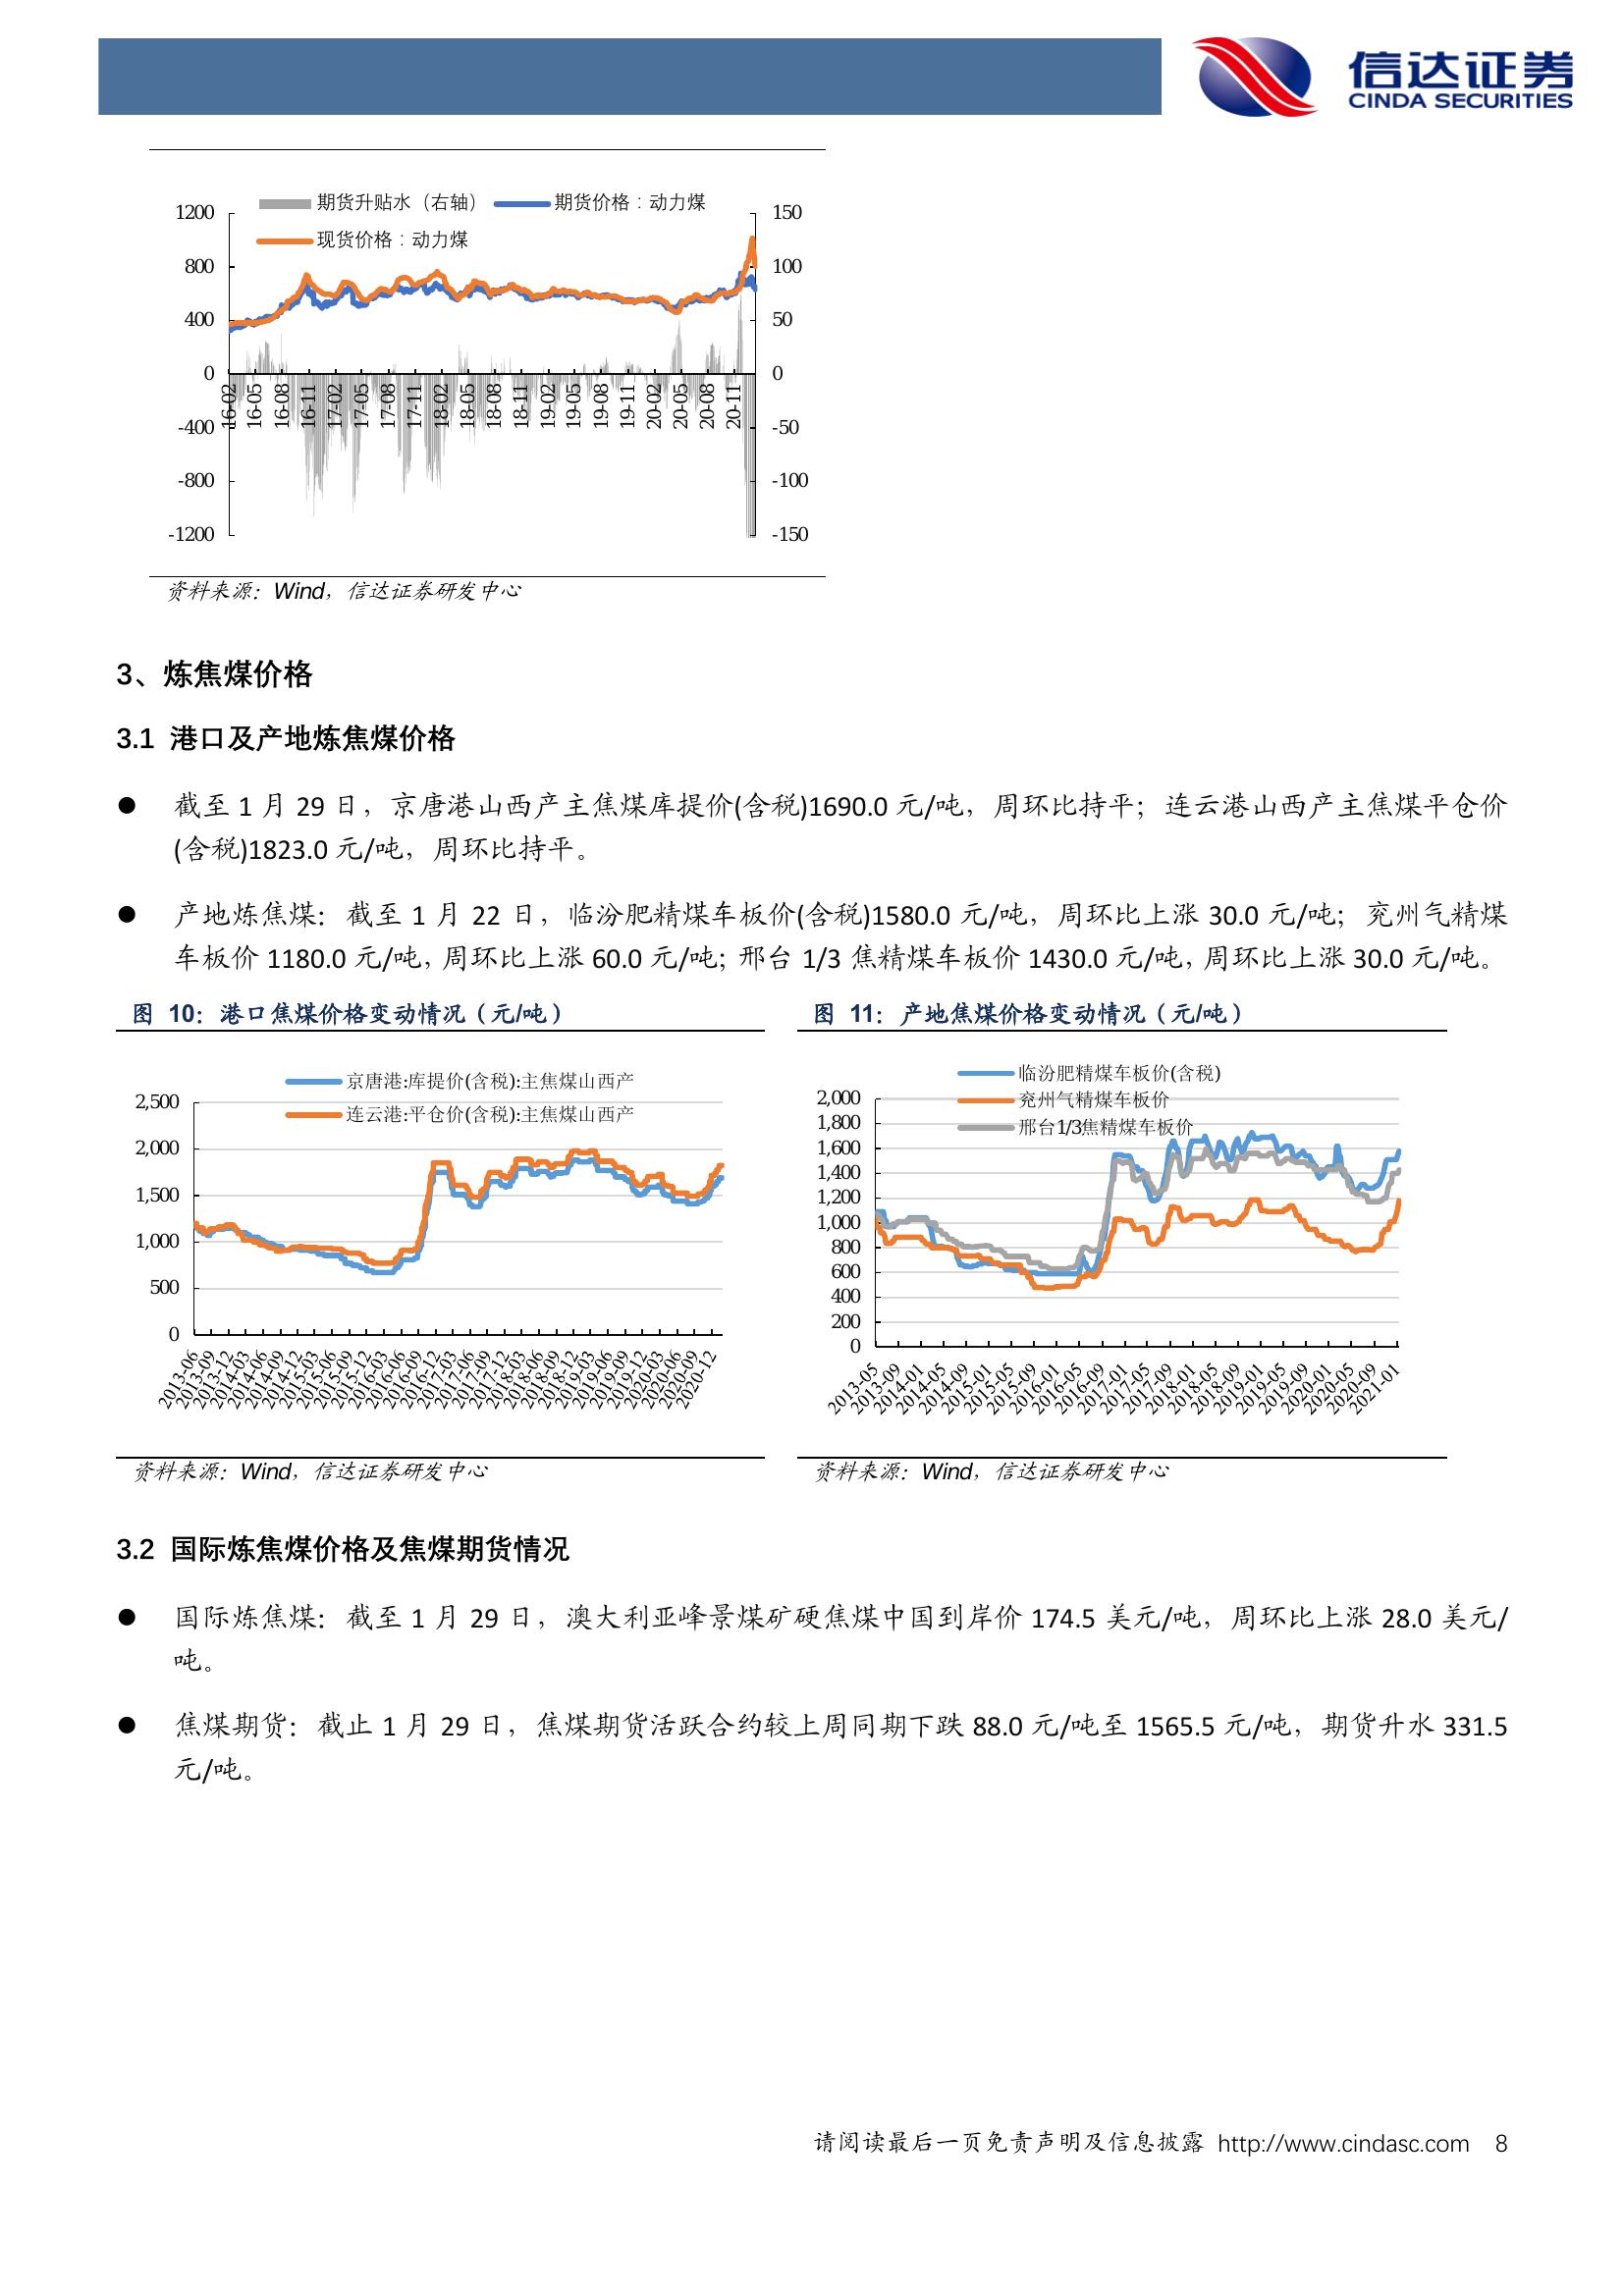 信达证券
CINDA SECURITIES
期货升贴水（右轴） 期货价格：动力煤
现货价格：动力煤
1200
800
400
0
-400
-800
-1200
150
100
50
0
-50
-100
-150
16-02 16-05 16-08 16-11 17-02 17-05 17-08 17-11 18-02 18-05 18-08 18-11 19-02 19-05 19-08 19-11 20-02 20-05 20-08 20-11
资料来源：Wind，信达证券研发中心
3、炼焦煤价格
3.1 港口及产地炼焦煤价格
● 截至 1 月 29 日，京唐港山西产主焦煤库提价(含税)1690.0 元/吨，周环比持平；连云港山西产主焦煤平仓价
(含税)1823.0 元/吨，周环比持平。
● 产地炼焦煤：截至 1 月 22 日，临汾肥精煤车板价(含税)1580.0 元/吨，周环比上涨 30.0 元/吨；兖州气精煤
车板价 1180.0 元/吨，周环比上涨 60.0 元/吨；邢台 1/3 焦精煤车板价 1430.0 元/吨，周环比上涨 30.0 元/吨。
图 10：港口焦煤价格变动情况（元/吨）
京唐港:库提价(含税):主焦煤山西产
连云港:平仓价(含税):主焦煤山西产
2,500
2,000
1,500
1,000
500
0
2013-06 2013-09 2013-12 2014-03 2014-06 2014-09 2014-12 2015-03 2015-06 2015-09 2015-12 2016-03 2016-06 2016-09 2016-12 2017-03 2017-06 2017-09 2017-12 2018-03 2018-06 2018-09 2018-12 2019-03 2019-06 2019-09 2019-12 2020-03 2020-06 2020-09 2020-12
资料来源：Wind，信达证券研发中心
图 11：产地焦煤价格变动情况（元/吨）
临汾肥精煤车板价(含税)
兖州气精煤车板价
邢台1/3焦精煤车板价
2,000
1,800
1,600
1,400
1,200
1,000
800
600
400
200
0
2013-05 2013-09 2014-01 2014-05 2014-09 2015-01 2015-05 2015-09 2016-01 2016-05 2016-09 2017-01 2017-05 2017-09 2018-01 2018-05 2018-09 2019-01 2019-05 2019-09 2020-01 2020-05 2020-09 2021-01
资料来源：Wind，信达证券研发中心
3.2 国际炼焦煤价格及焦煤期货情况
● 国际炼焦煤：截至 1 月 29 日，澳大利亚峰景煤矿硬焦煤中国到岸价 174.5 美元/吨，周环比上涨 28.0 美元/
吨。
● 焦煤期货：截止 1 月 29 日，焦煤期货活跃合约较上周同期下跌 88.0 元/吨至 1565.5 元/吨，期货升水 331.5
元/吨。
请阅读最后一页免责声明及信息披露 http://www.cindasc.com 8